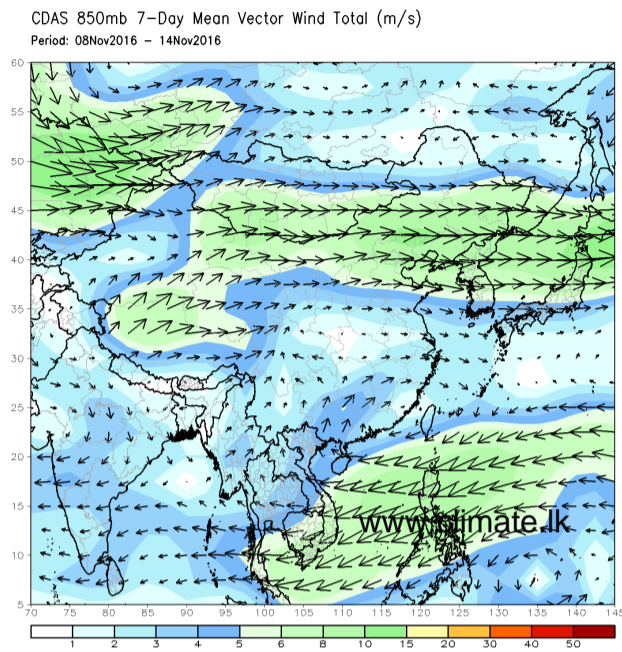 CDAS 850mb 7-Day Mean Vector Wind Total (m/s)
Period: 08Nov2016 - 14Nov2016
60
55
50
45
40
35
30
25
20
15
10
5
www.climate.lk
70 75 80 85 90 95 100 105 110 115 120 125 130 135 140 145
1 2 3 4 5 6 8 10 15 20 30 40 50